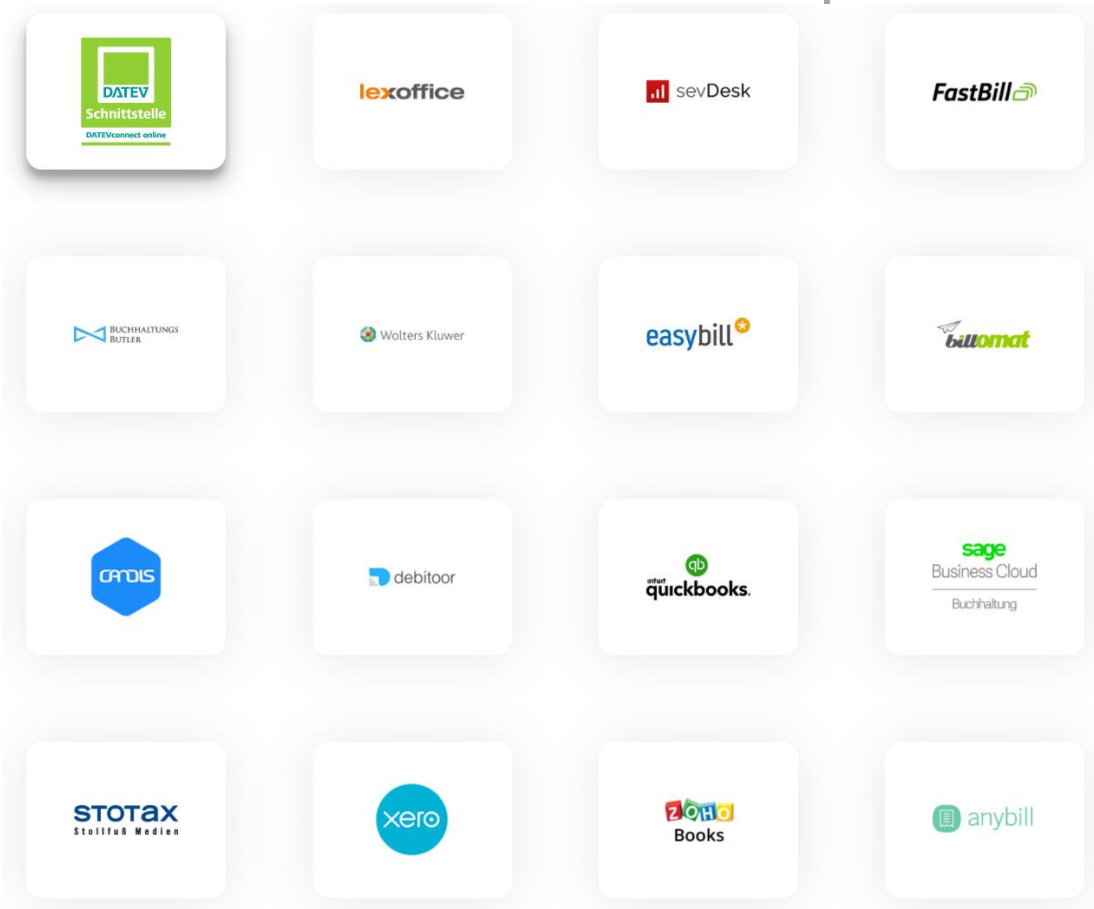 DATEV
Schnittstelle
DATEVconnect online
lexoffice
sevDesk
FastBill
BUCHHALTUNGS
BUTLER
Wolters Kluwer
easybill
billomat
CANDIS
debitoor
qb
intuit
quickbooks.
sage
Business Cloud
Buchhaltung
STOTAX
Stollfuß Medien
xero
ZOHO
Books
anybill